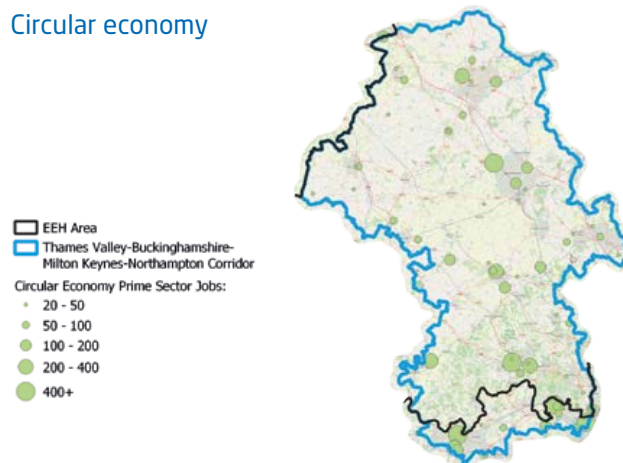 Circular economy
EEH Area
Thames Valley-Buckinghamshire-
Milton Keynes-Northampton Corridor
Circular Economy Prime Sector Jobs:
20 - 50
50 - 100
100 - 200
200 - 400
400+